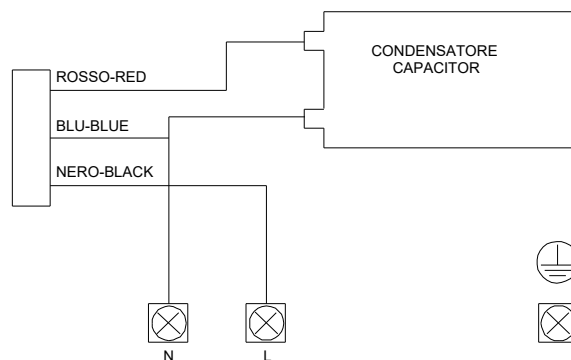 CONDENSATORE
CAPACITOR
ROSSO-RED
BLU-BLUE
NERO-BLACK
N L